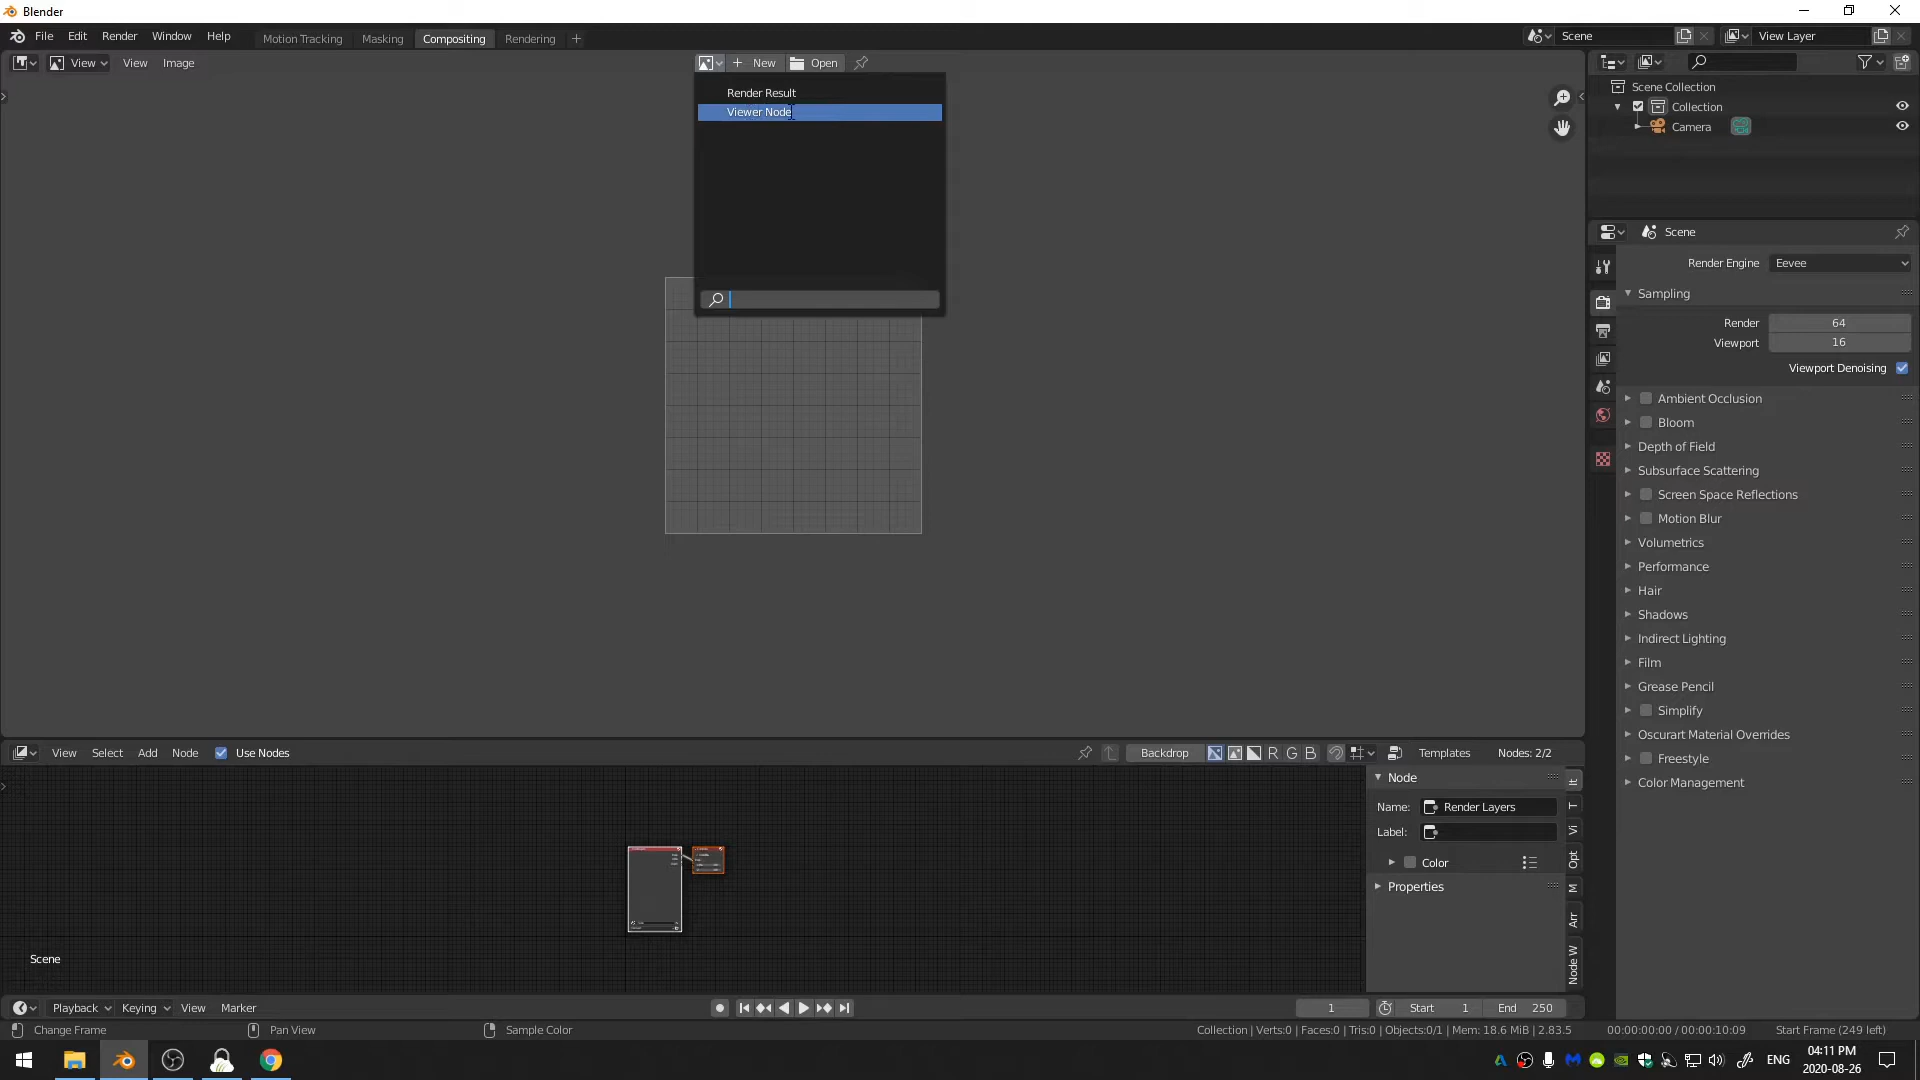 Blender
File Edit Render Window Help Motion Tracking Masking Compositing Rendering Scene View Layer
View View Image New Open
Render Result
Viewer Node
Scene Collection
Collection
Camera
Scene
Render Engine Eevee
Sampling
Render 64
Viewport 16
Viewport Denoising
Ambient Occlusion
Bloom
Depth of Field
Subsurface Scattering
Screen Space Reflections
Motion Blur
Volumetrics
Performance
Hair
Shadows
Indirect Lighting
Film
Grease Pencil
Simplify
Oscurart Material Overrides
Freestyle
Color Management
View Select Add Node Use Nodes Backdrop R G B Templates Nodes: 2/2
Node
Name: Render Layers
Label:
Color
Properties
It
T
Vi
Opt
M
Arr
Node W
Scene
Playback Keying View Marker 1 Start 1 End 250
Change Frame Pan View Sample Color Collection | Verts:0 | Faces:0 | Tris:0 | Objects:0/1 | Mem: 18.6 MiB | 2.83.5 00:00:00:00 / 00:00:10:09 Start Frame (249 left)
ENG 04:11 PM
2020-08-26